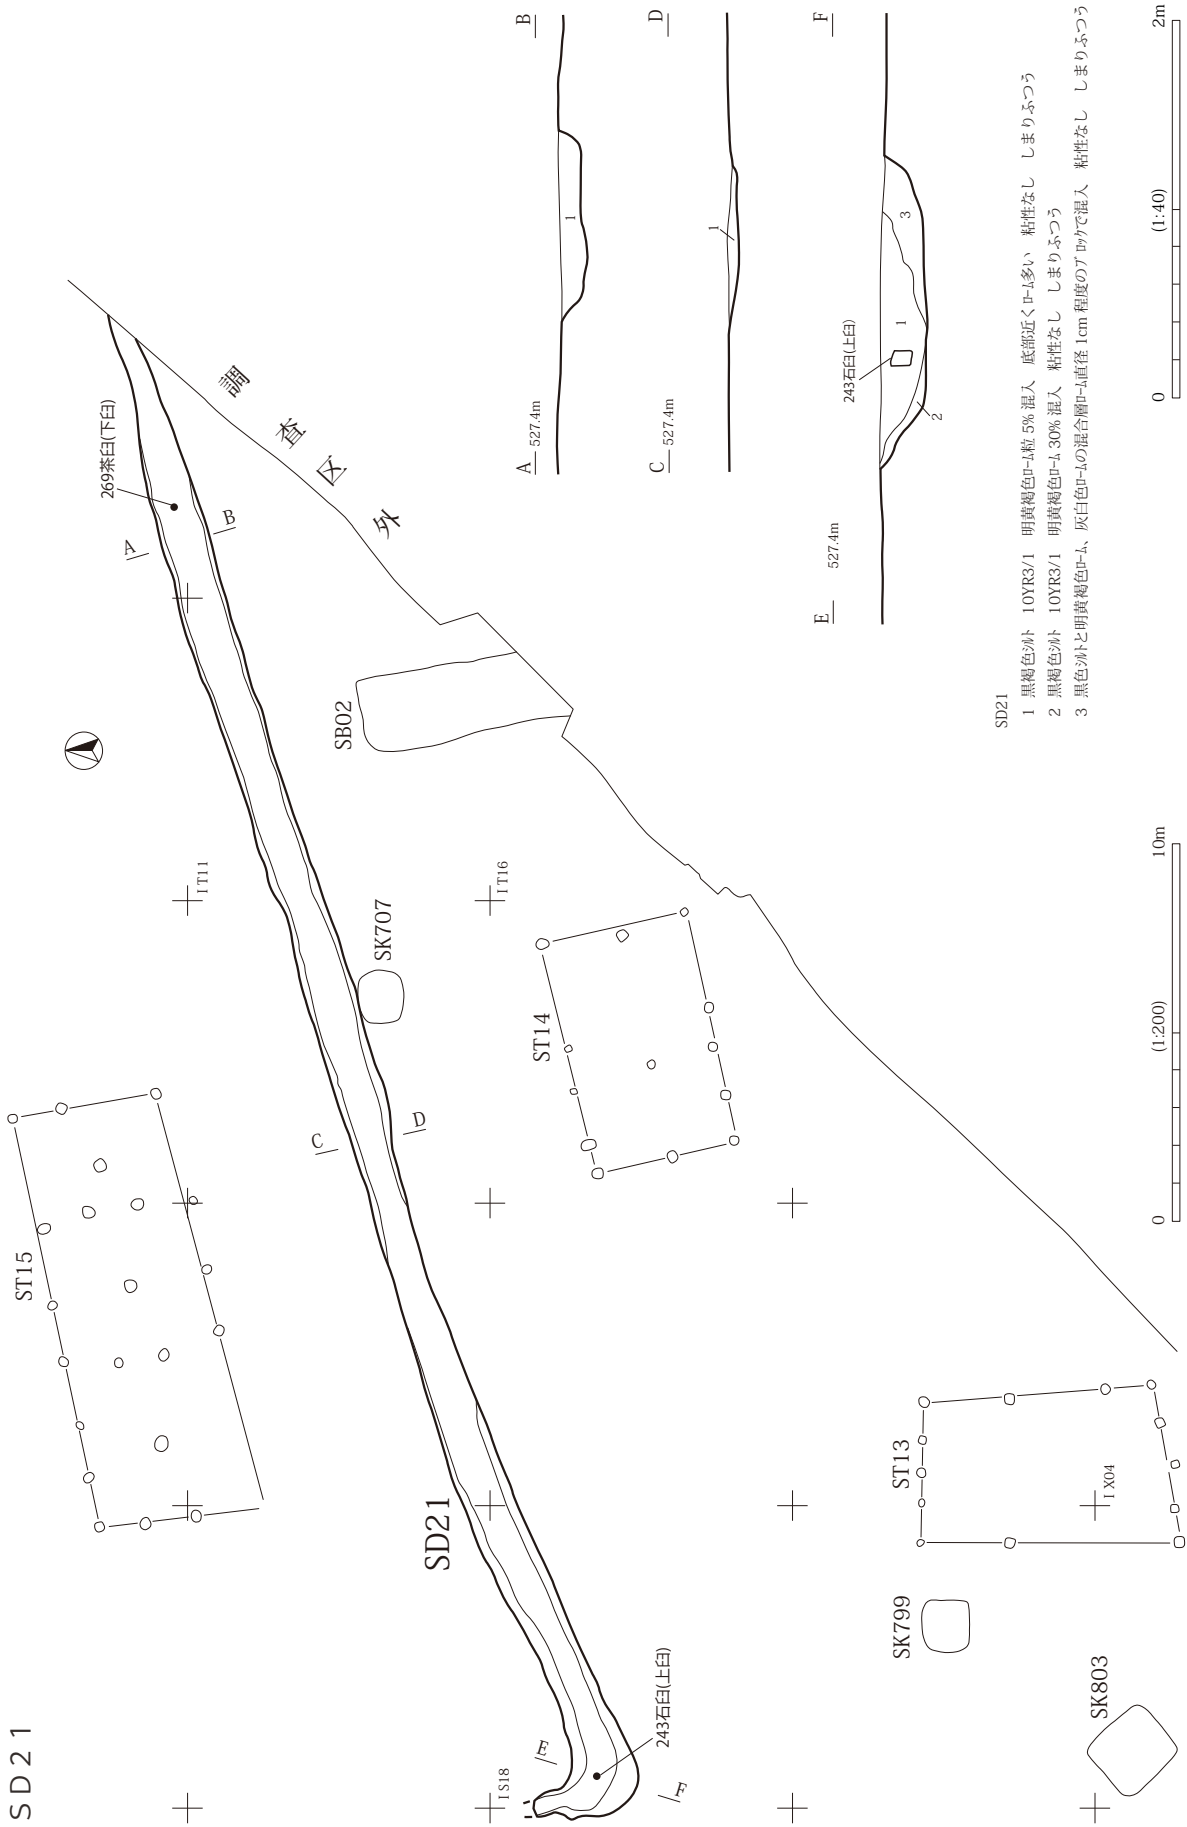 SD21
ST15
269茶臼(下臼)
A
B
調査区外
I T11
SB02
C
D
SK707
I T16
ST14
SD21
E
F
243石臼(上臼)
I S18
ST13
I X04
SK799
SK803
A 527.4m B
1
C 527.4m D
1
E 527.4m F
243石臼(上臼)
1
2
3
SD21
1 黒褐色ｼﾙﾄ 10YR3/1 明黄褐色ﾛｰﾑ粒 5% 混入 底部近くﾛｰﾑ多い 粘性なし しまりふつう
2 黒褐色ｼﾙﾄ 10YR3/1 明黄褐色ﾛｰﾑ 30% 混入 粘性なし しまりふつう
3 黒色ｼﾙﾄと明黄褐色ﾛｰﾑ、灰白色ﾛｰﾑの混合層ﾛｰﾑ直径 1cm 程度のﾌﾞﾛｯｸで混入 粘性なし しまりふつう
0 (1:200) 10m
0 (1:40) 2m